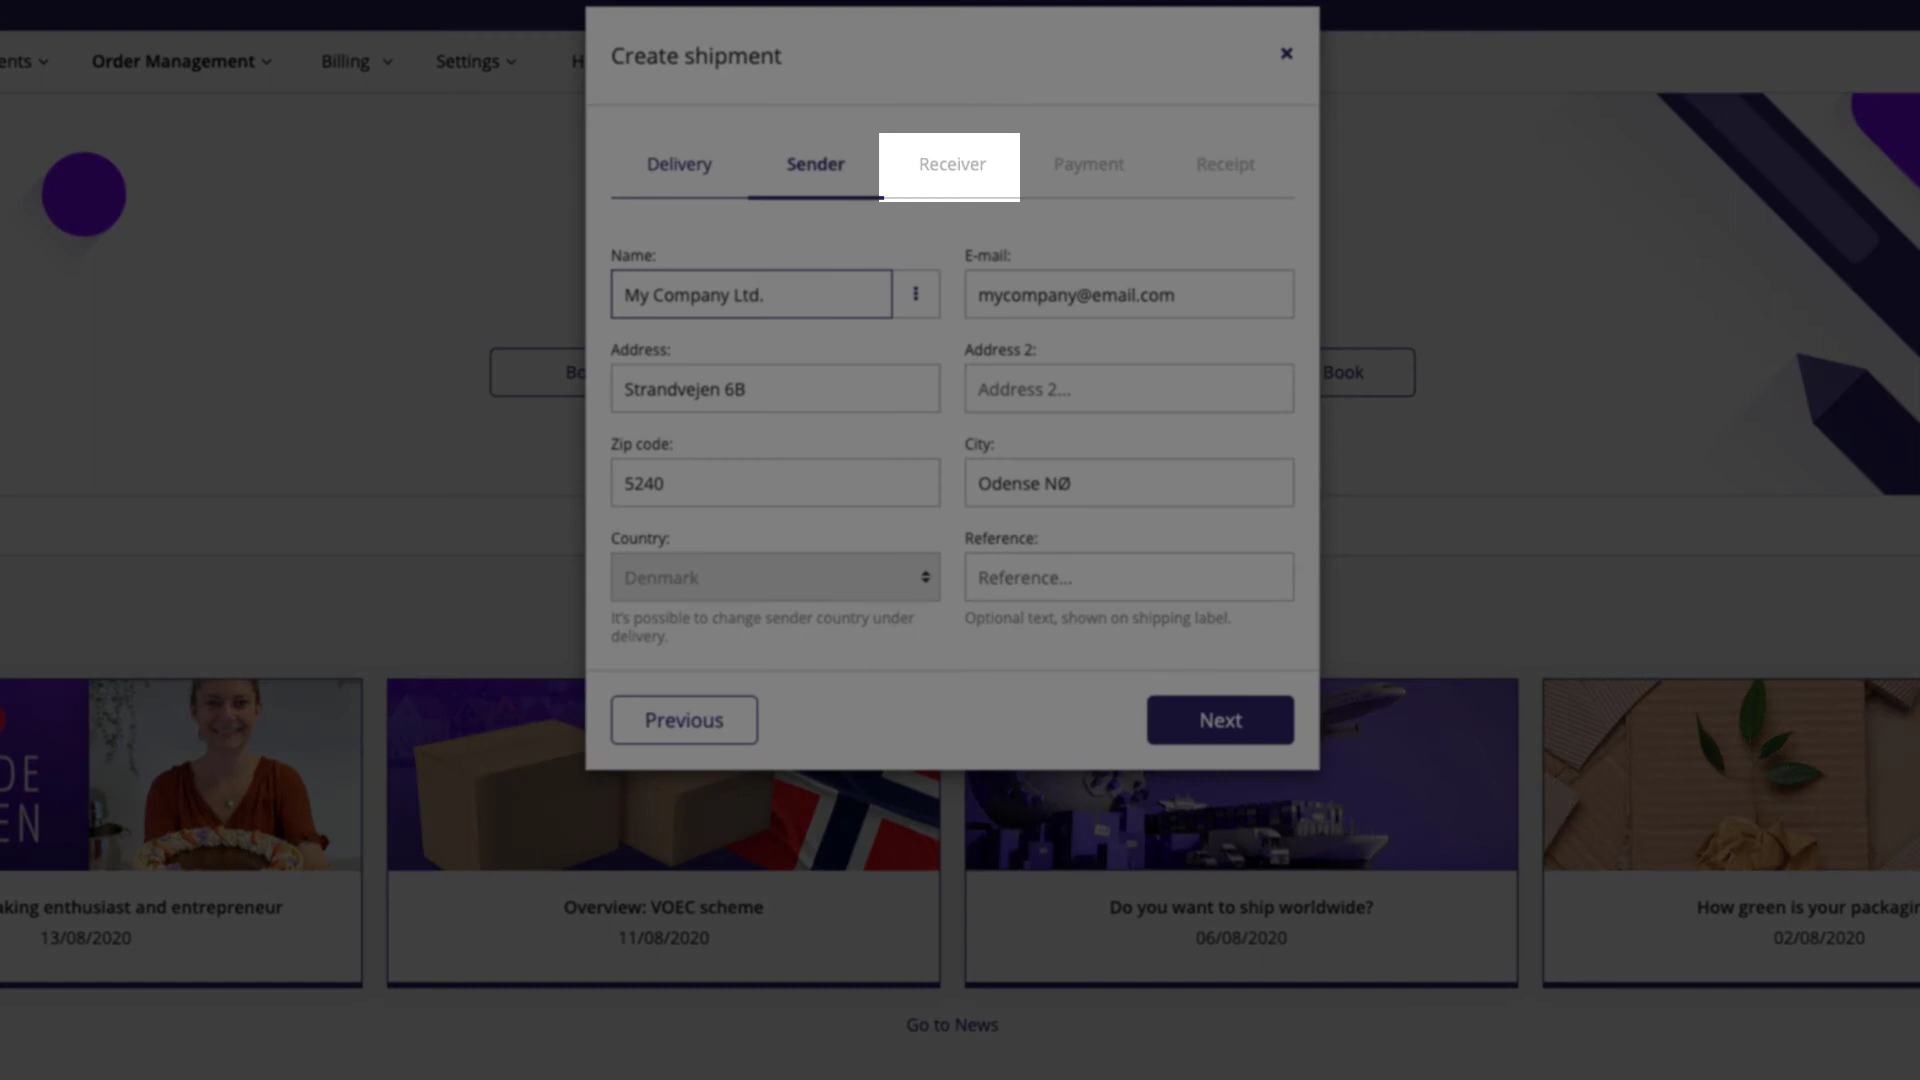 ents
Order Management
Billing
Settings
H
Create shipment
Delivery
Sender
Receiver
Payment
Receipt
Name:
E-mail:
My Company Ltd.
mycompany@email.com
Address:
Address 2:
Strandvejen 6B
Address 2...
Zip code:
City:
5240
Odense NØ
Country:
Reference:
Denmark
Reference...
It's possible to change sender country under
delivery.
Optional text, shown on shipping label.
Previous
Next
Bo
Book
DE
EN
aking enthusiast and entrepreneur
13/08/2020
Overview: VOEC scheme
11/08/2020
Do you want to ship worldwide?
06/08/2020
How green is your packagin
02/08/2020
Go to News